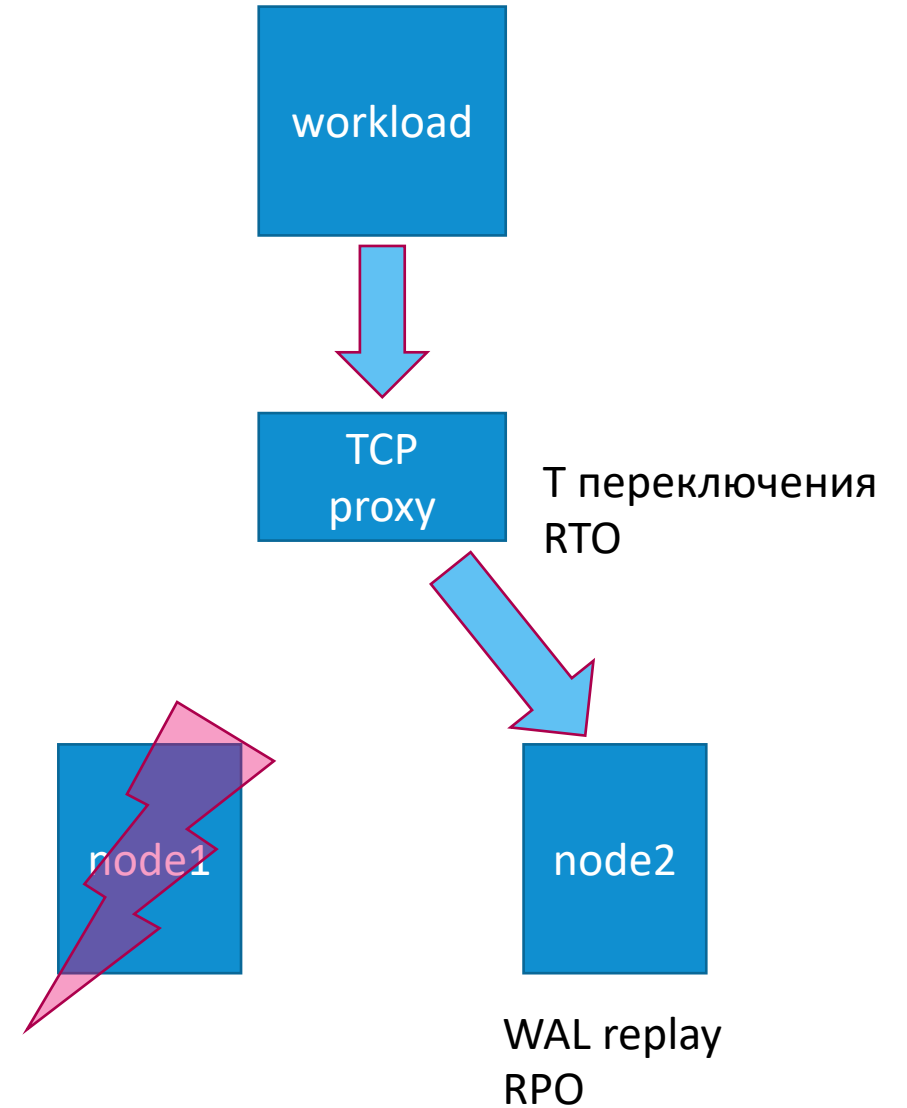 workload
TCP
proxy
Т переключения
RTO
node1
node2
WAL replay
RPO